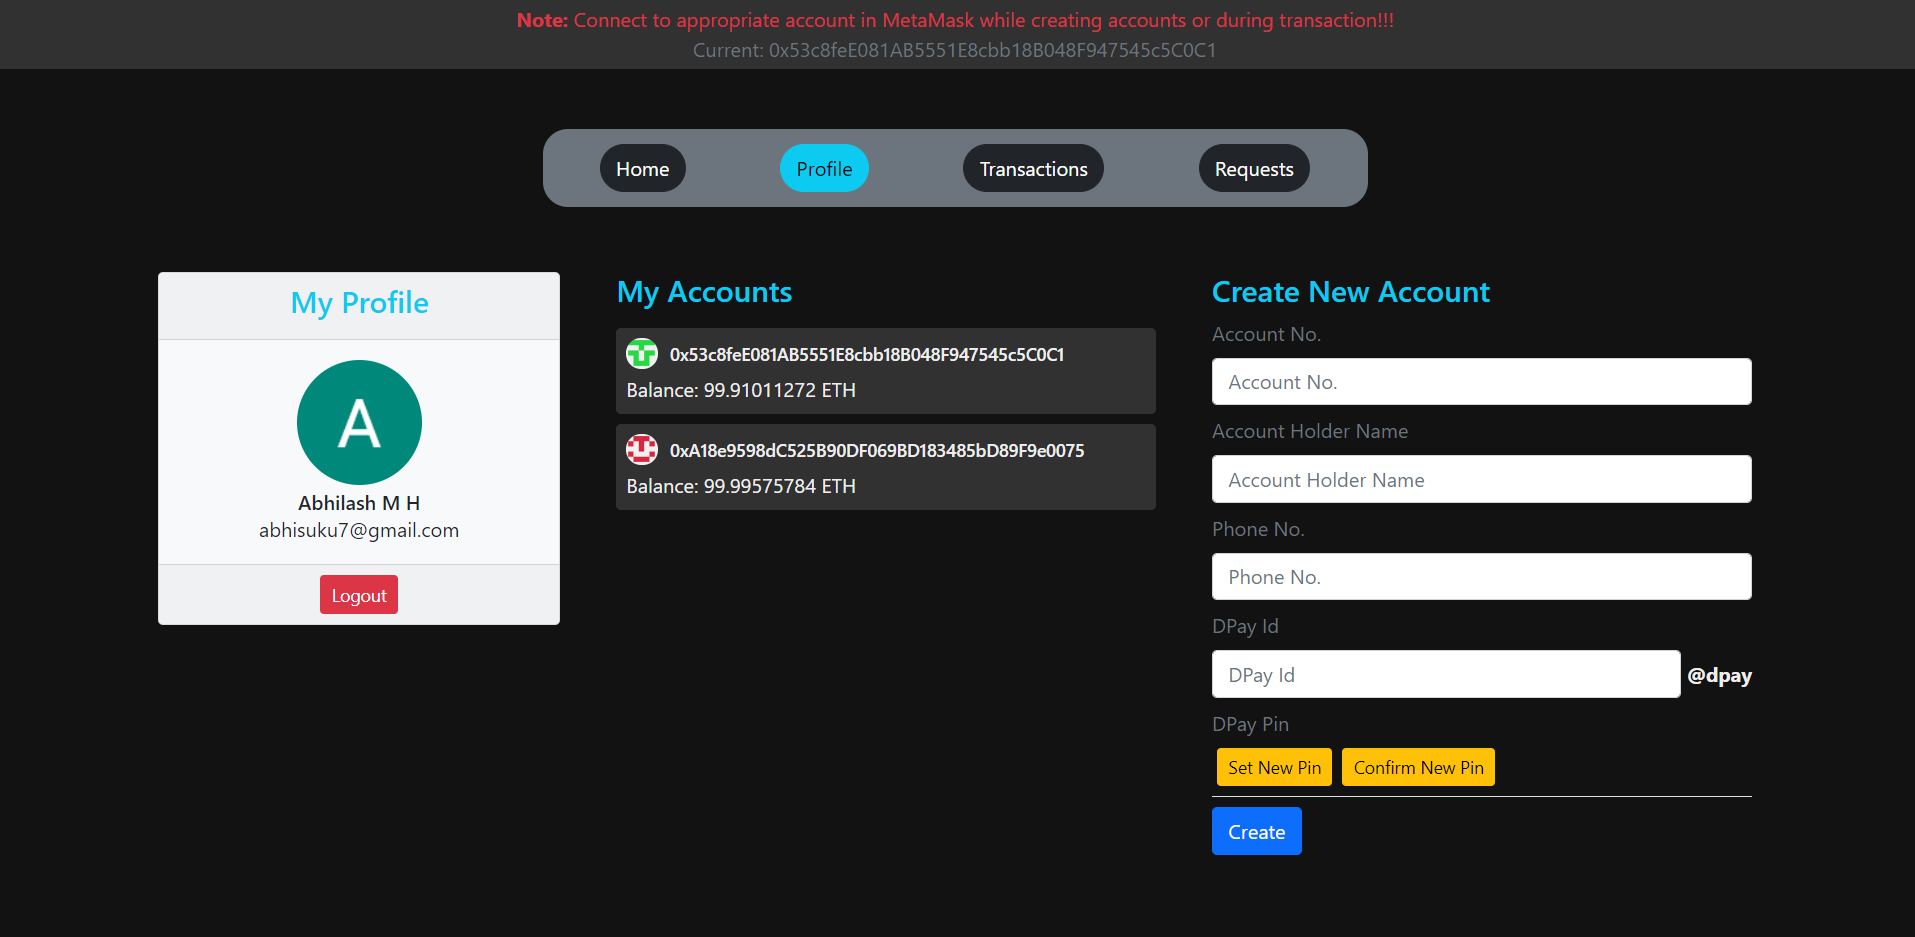 Note: Connect to appropriate account in MetaMask while creating accounts or during transaction!!!
Current: 0x53c8feE081AB5551E8cbb18B048F947545c5C0C1
Home
Profile
Transactions
Requests
My Profile
A
Abhilash M H
abhisuku7@gmail.com
Logout
My Accounts
0x53c8feE081AB5551E8cbb18B048F947545c5C0C1
Balance: 99.91011272 ETH
0xA18e9598dC525B90DF069BD183485bD89F9e0075
Balance: 99.99575784 ETH
Create New Account
Account No.
Account No.
Account Holder Name
Account Holder Name
Phone No.
Phone No.
DPay Id
DPay Id
@dpay
DPay Pin
Set New Pin
Confirm New Pin
Create